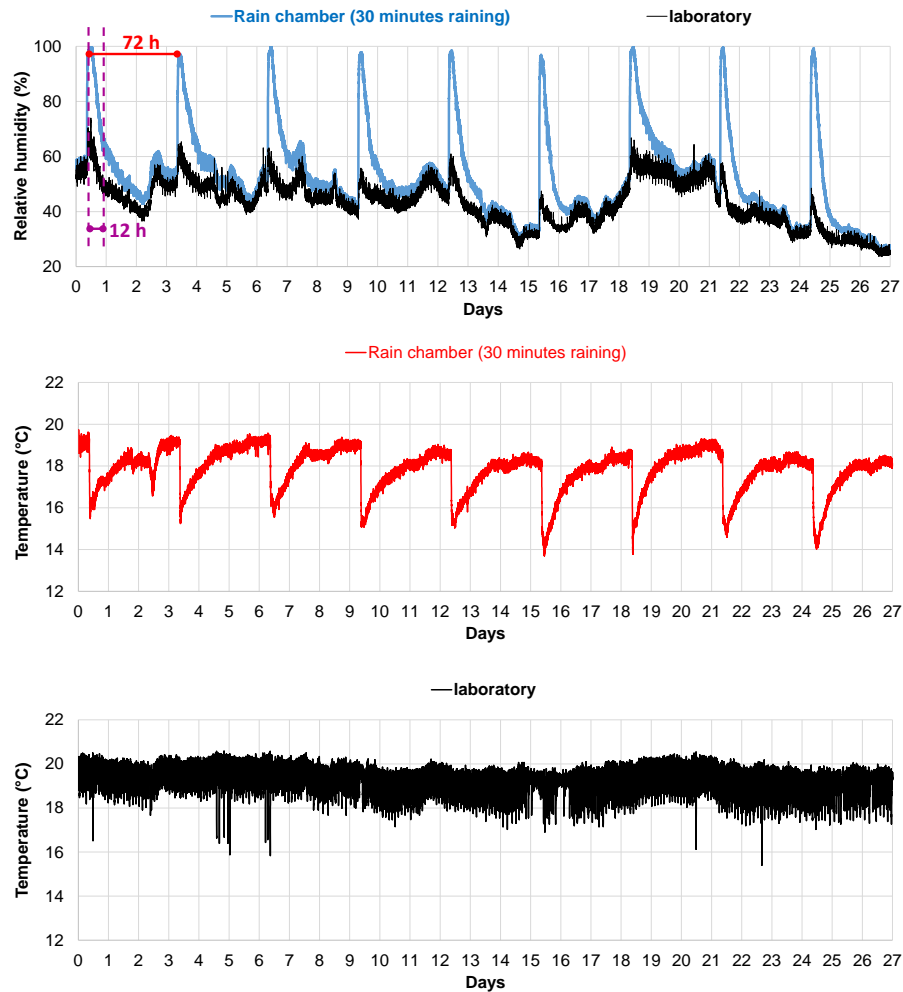 Rain chamber (30 minutes raining) laboratory
Relative humidity (%)
100
80
60
40
20
72 h
12 h
0 1 2 3 4 5 6 7 8 9 10 11 12 13 14 15 16 17 18 19 20 21 22 23 24 25 26 27
Days
Rain chamber (30 minutes raining)
Temperature (°C)
22
20
18
16
14
12
0 1 2 3 4 5 6 7 8 9 10 11 12 13 14 15 16 17 18 19 20 21 22 23 24 25 26 27
Days
laboratory
Temperature (°C)
22
20
18
16
14
12
0 1 2 3 4 5 6 7 8 9 10 11 12 13 14 15 16 17 18 19 20 21 22 23 24 25 26 27
Days